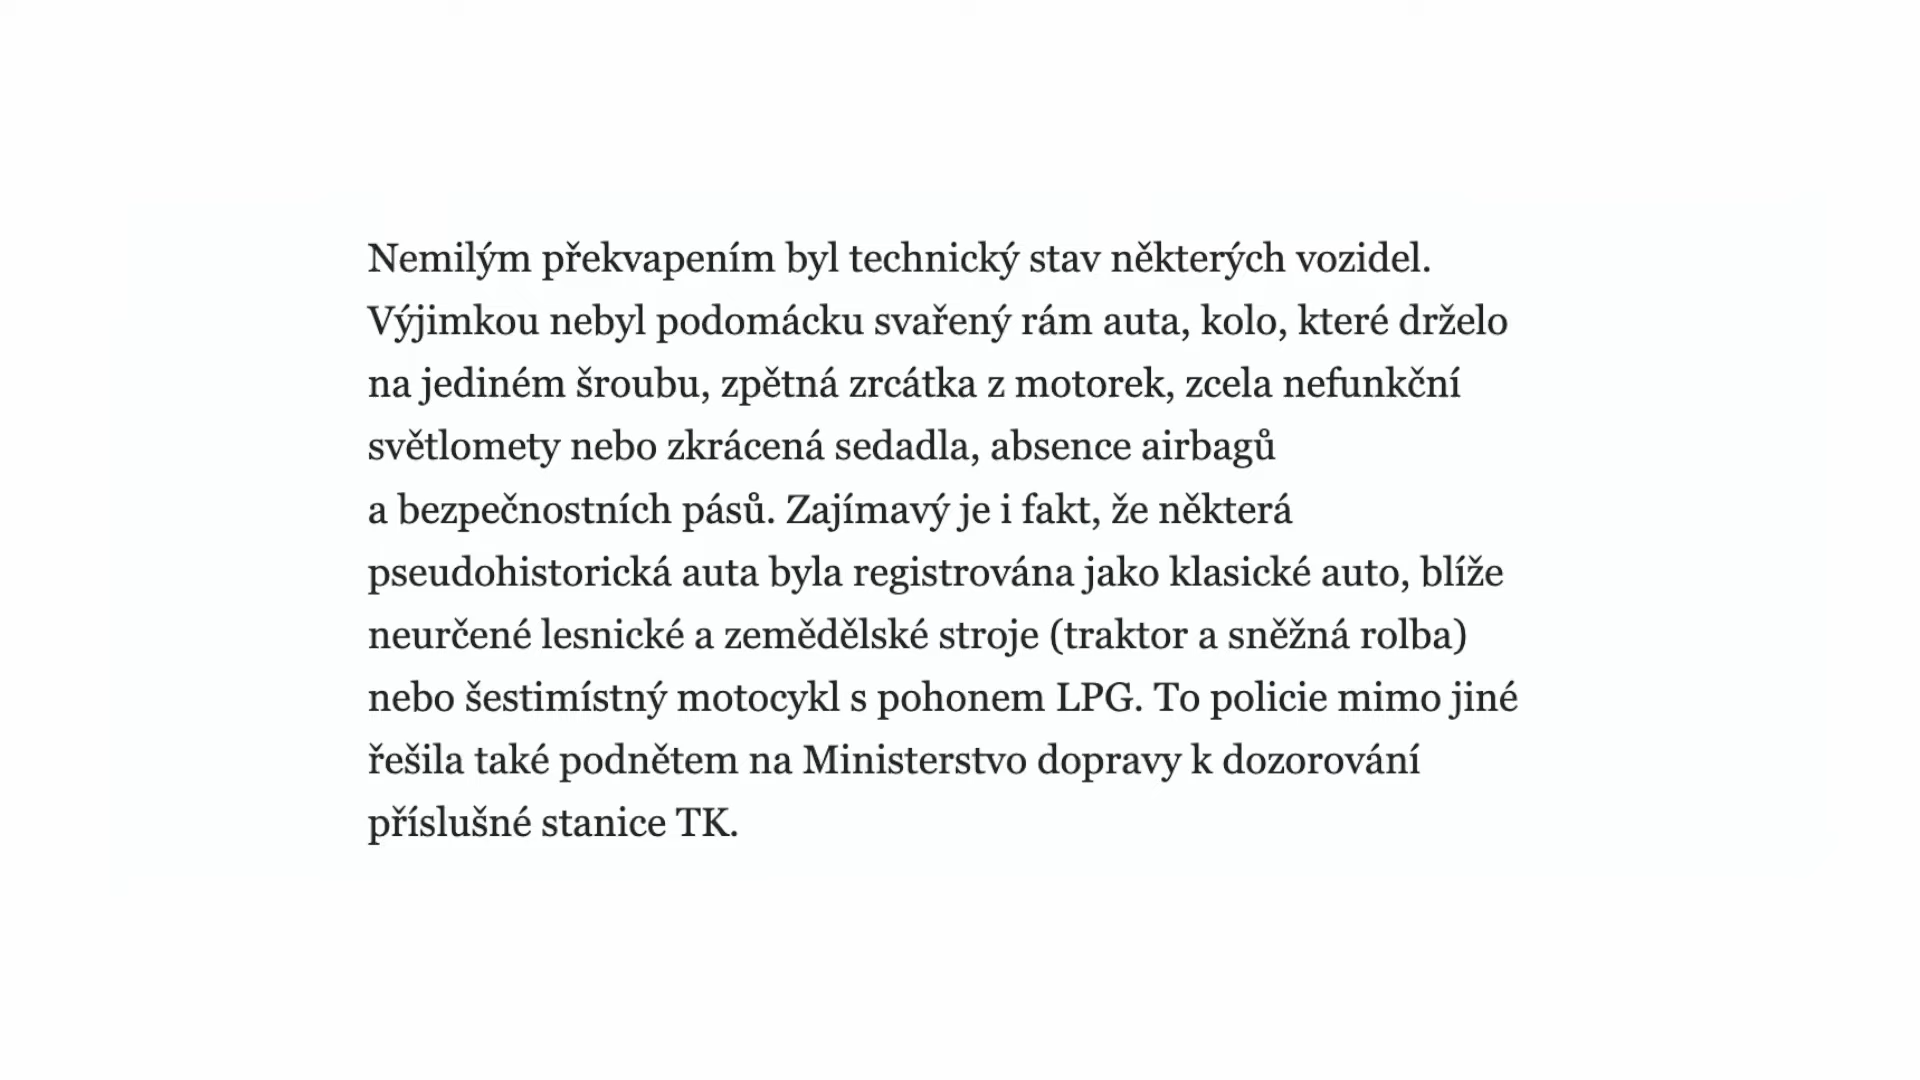 Nemilým překvapením byl technický stav některých vozidel.
Výjimkou nebyl podomácku svařený rám auta, kolo, které drželo
na jediném šroubu, zpětná zrcátka z motorek, zcela nefunkční
světlomety nebo zkrácená sedadla, absence airbagů
a bezpečnostních pásů. Zajímavý je i fakt, že některá
pseudohistorická auta byla registrována jako klasické auto, blíže
neurčené lesnické a zemědělské stroje (traktor a sněžná rolba)
nebo šestimístný motocykl s pohonem LPG. To policie mimo jiné
řešila také podnětem na Ministerstvo dopravy k dozorování
příslušné stanice TK.